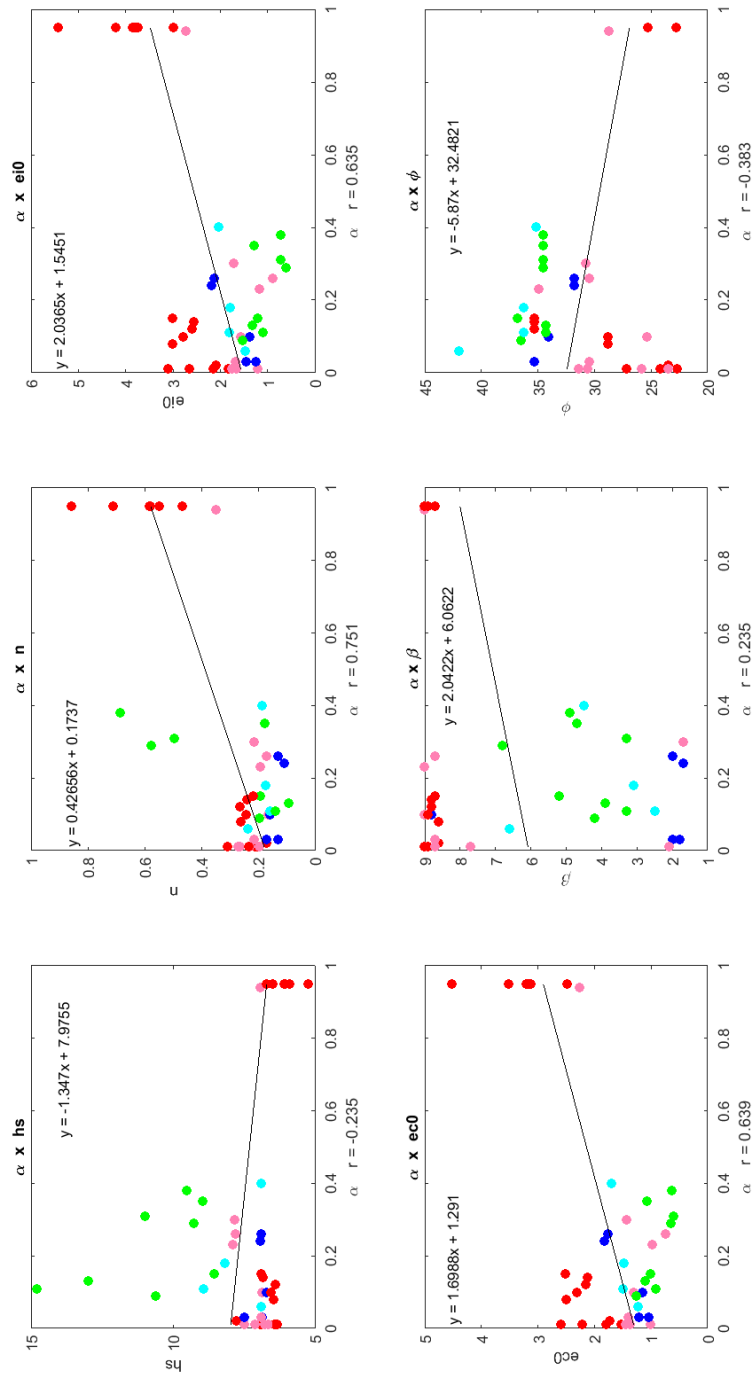 α x hs
15
10
5
hs
y = -1.347x + 7.9755
0 0.2 0.4 0.6 0.8 1
α r = -0.235
α x n
1
0.8
0.6
0.4
0.2
0
n
y = 0.42656x + 0.1737
0 0.2 0.4 0.6 0.8 1
α r = 0.751
α x ei0
6
5
4
3
2
1
0
ei0
y = 2.0365x + 1.5451
0 0.2 0.4 0.6 0.8 1
α r = 0.635
α x ec0
5
4
3
2
1
0
ec0
y = 1.6988x + 1.291
0 0.2 0.4 0.6 0.8 1
α r = 0.639
α x β
9
8
7
6
5
4
3
2
1
β
y = 2.0422x + 6.0622
0 0.2 0.4 0.6 0.8 1
α r = 0.235
α x ϕ
45
40
35
30
25
20
ϕ
y = -5.87x + 32.4821
0 0.2 0.4 0.6 0.8 1
α r = -0.383